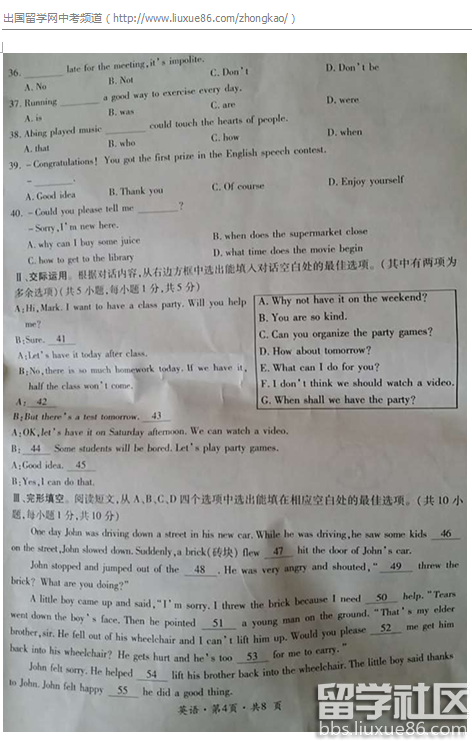 出国留学网中考频道（http://www.liuxue86.com/zhongkao/）
36. ________ late for the meeting,it's impolite.
A. No B. Not C. Don't D. Don't be
37. Running ________ a good way to exercise every day.
A. is B. was C. are D. were
38. Abing played music ________ could touch the hearts of people.
A. that B. who C. how D. when
39. –Congratulations! You got the first prize in the English speech contest.
–________.
A. Good idea B. Thank you C. Of course D. Enjoy yourself
40. –Could you please tell me ________?
–Sorry,I'm new here.
A. why can I buy some juice B. when does the supermarket close
C. how to get to the library D. what time does the movie begin
Ⅱ.交际运用。根据对话内容,从右边方框中选出能填入对话空白处的最佳选项。(其中有两项为
多余选项)(共5小题,每小题1分,共5分)
A:Hi,Mark. I want to have a class party. Will you help
me?
B:Sure. 41
A:Let's have it today after class.
B:No,there is so much homework today. If we have it,
half the class won't come.
A: 42
B:But there's a test tomorrow. 43
A:OK,let's have it on Saturday afternoon. We can watch a video.
B: 44 Some students will be bored. Let's play party games.
A:Good idea. 45
B:Yes,I can do that.
A. Why not have it on the weekend?
B. You are so kind.
C. Can you organize the party games?
D. How about tomorrow?
E. What can I do for you?
F. I don't think we should watch a video.
G. When shall we have the party?
Ⅲ.完形填空。阅读短文,从A、B、C、D四个选项中选出能填在相应空白处的最佳选项。(共10小
题,每小题1分,共10分)
One day John was driving down a street in his new car. While he was driving,he saw some kids 46
on the street,John slowed down. Suddenly,a brick(砖块) flew 47 hit the door of John's car.
John stopped and jumped out of the 48 . He was very angry and shouted,“ 49 threw the
brick? What are you doing?”
A little boy came up and said,“I'm sorry. I threw the brick because I need 50 help. ”Tears
went down the boy's face. Then he pointed 51 a young man on the ground. “That's my elder
brother,sir. He fell out of his wheelchair and I can't lift him up. Would you please 52 me get him
back into his wheelchair? He gets hurt and he's too 53 for me to carry. ”
John felt sorry. He helped 54 lift his brother back into the wheelchair. The little boy said thanks
to John. John felt happy 55 he did a good thing.
英语·第4页·共8 页
留学社区
bbs.liuxue86.com